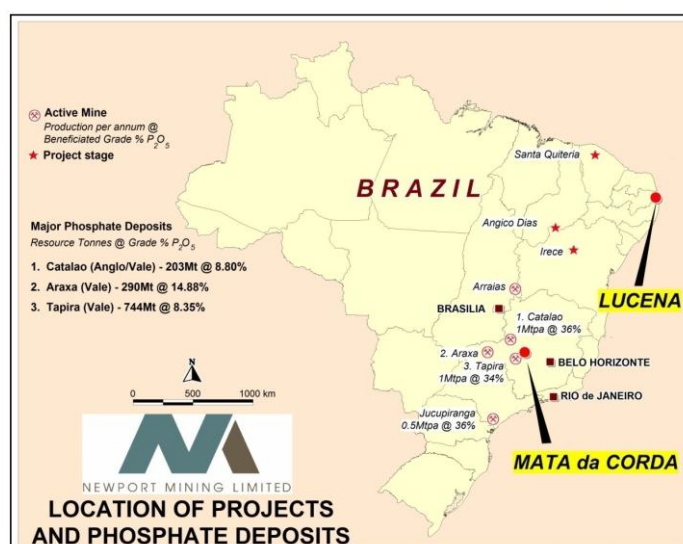 Active Mine
Production per annum @
Beneficiated Grade % P2O5
Project stage
Major Phosphate Deposits
Resource Tonnes @ Grade % P2O5
1. Catalao (Anglo/Vale) - 203Mt @ 8.80%
2. Araxa (Vale) - 290Mt @ 14.88%
3. Tapira (Vale) - 744Mt @ 8.35%
N
0
500
1000 km
NEWPORT MINING LIMITED
LOCATION OF PROJECTS
AND PHOSPHATE DEPOSITS
BRAZIL
Santa Quiteria
Angico Dias
Irece
LUCENA
Arraias
BRASILIA
1. Catalao
1Mtpa @ 36%
2. Araxa
3. Tapira
1Mtpa @ 34%
BELO HORIZONTE
RIO de JANEIRO
Jucupiranga
0.5Mtpa @ 36%
MATA da CORDA